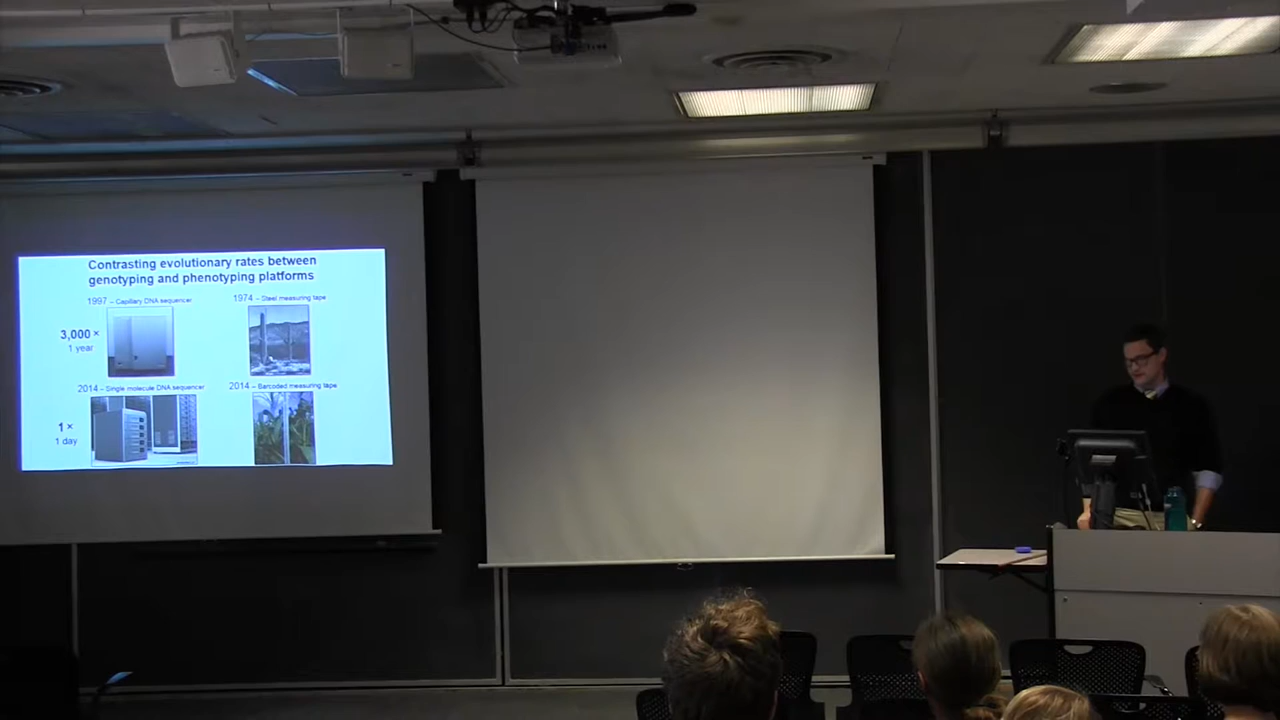 Contrasting evolutionary rates between
genotyping and phenotyping platforms
1997 – Capillary DNA sequencer
3,000 ×
1 year
1974 – Steel measuring tape
2014 – Single molecule DNA sequencer
1 ×
1 day
2014 – Barcoded measuring tape